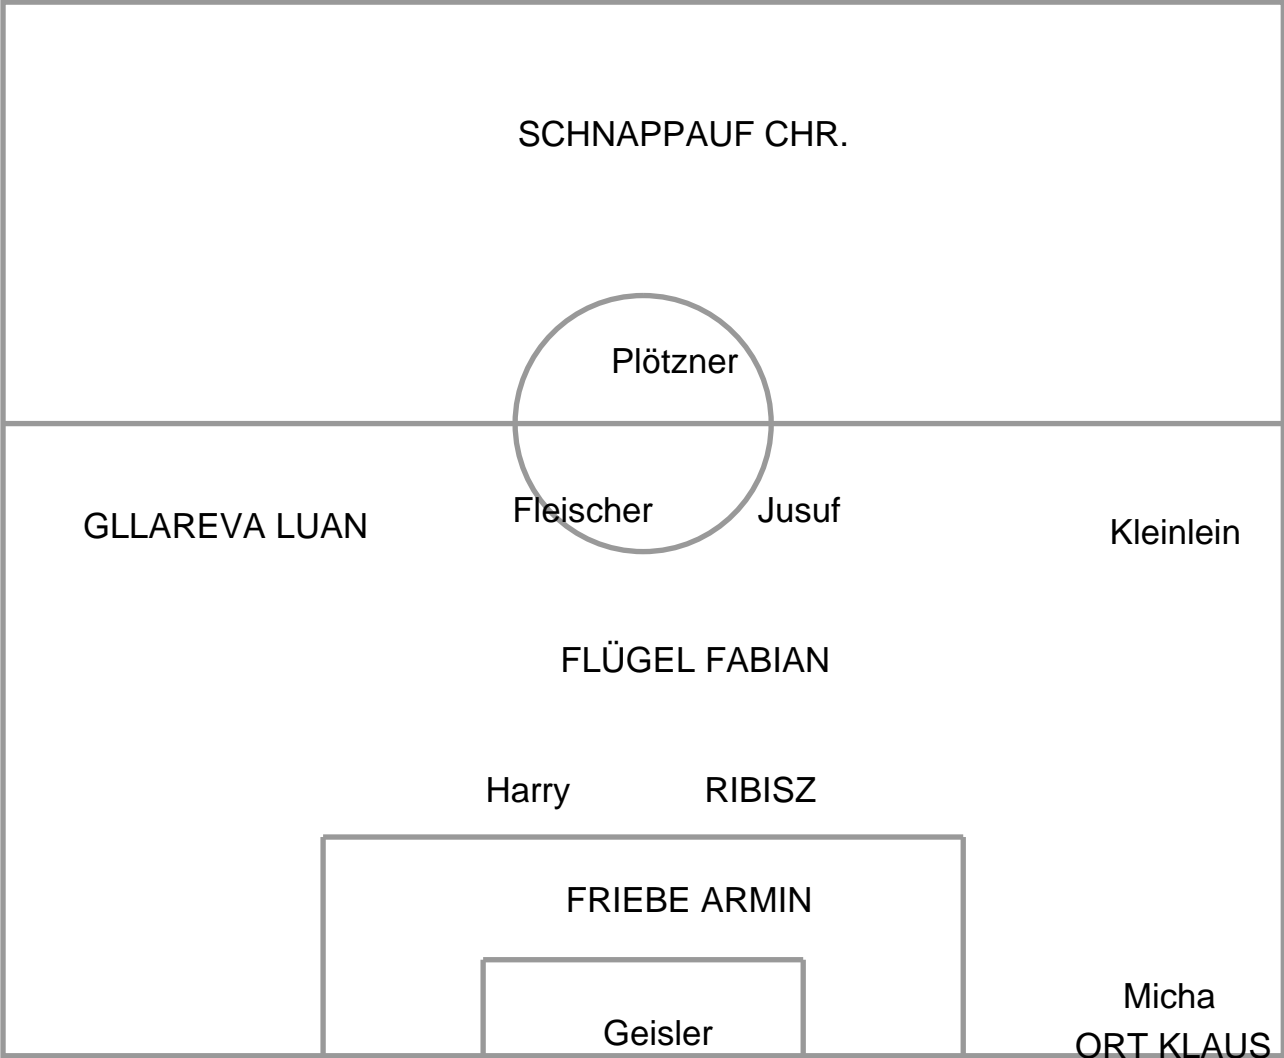 SCHNAPPAUF CHR.
Plötzner
Fleischer Jusuf
GLLAREVA LUAN
Kleinlein
FLÜGEL FABIAN
Harry RIBISZ
FRIEBE ARMIN
Micha
Geisler
ORT KLAUS